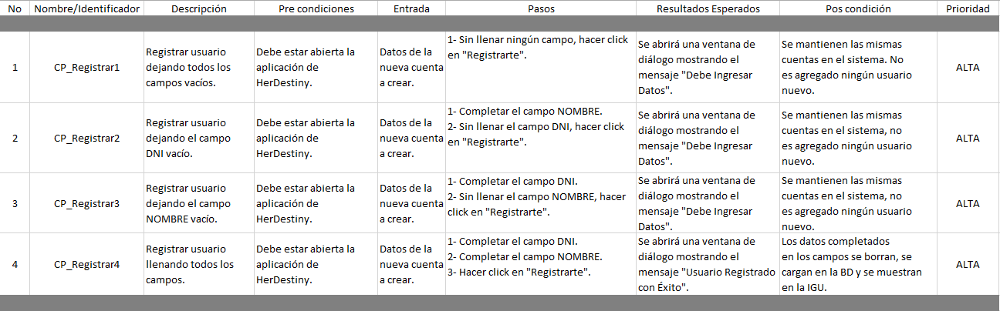 No Nombre/Identificador Descripción Pre condiciones Entrada Pasos Resultados Esperados Pos condición Prioridad
1
CP_Registrar1
Registrar usuario
dejando todos los
campos vacíos.
Debe estar abierta la
aplicación de
HerDestiny.
Datos de la
nueva cuenta
a crear.
1- Sin llenar ningún campo, hacer click
en "Registrarte".
Se abrirá una ventana de
diálogo mostrando el
mensaje "Debe Ingresar
Datos".
Se mantienen las mismas
cuentas en el sistema. No
es agregado ningún usuario
nuevo.
ALTA
2
CP_Registrar2
Registrar usuario
dejando el campo
DNI vacío.
Debe estar abierta la
aplicación de
HerDestiny.
Datos de la
nueva cuenta
a crear.
1- Completar el campo NOMBRE.
2- Sin llenar el campo DNI, hacer click
en "Registrarte".
Se abrirá una ventana de
diálogo mostrando el
mensaje "Debe Ingresar
Datos".
Se mantienen las mismas
cuentas en el sistema, no
es agregado ningún usuario
nuevo.
ALTA
3
CP_Registrar3
Registrar usuario
dejando el campo
NOMBRE vacío.
Debe estar abierta la
aplicación de
HerDestiny.
Datos de la
nueva cuenta
a crear.
1- Completar el campo DNI.
2- Sin llenar el campo NOMBRE, hacer
click en "Registrarte".
Se abrirá una ventana de
diálogo mostrando el
mensaje "Debe Ingresar
Datos".
Se mantienen las mismas
cuentas en el sistema, no
es agregado ningún usuario
nuevo.
ALTA
4
CP_Registrar4
Registrar usuario
llenando todos los
campos.
Debe estar abierta la
aplicación de
HerDestiny.
Datos de la
nueva cuenta
a crear.
1- Completar el campo DNI.
2- Completar el campo NOMBRE.
3- Hacer click en "Registrarte".
Se abrirá una ventana de
diálogo mostrando el
mensaje "Usuario Registrado
con Éxito".
Los datos completados
en los campos se borran, se
cargan en la BD y se muestran
en la IGU.
ALTA